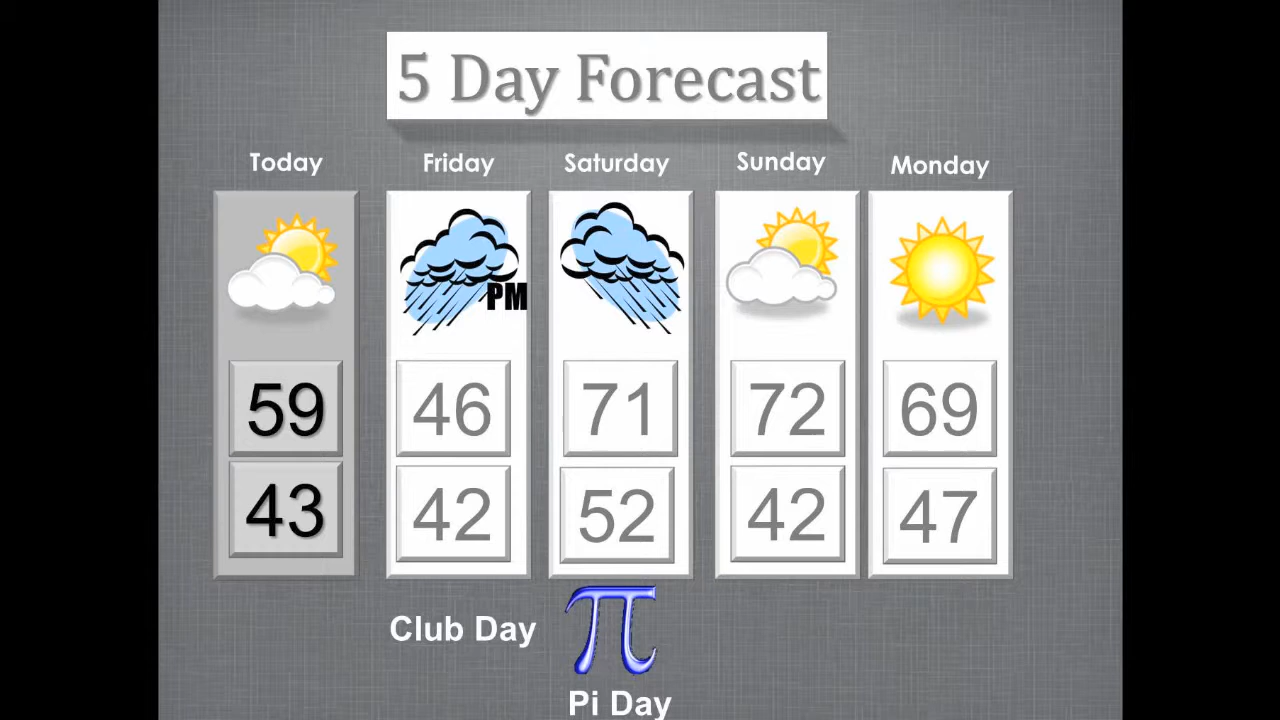 5 Day Forecast
Today Friday Saturday Sunday Monday
PM
59 46 71 72 69
43 42 52 42 47
Club Day
π
Pi Day